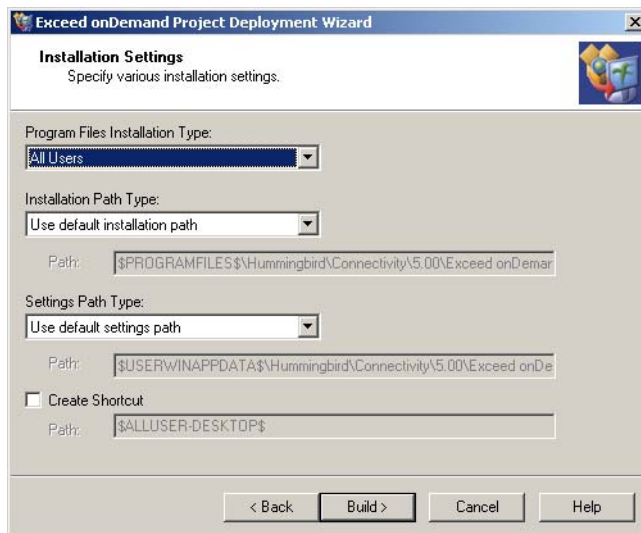 Exceed onDemand Project Deployment Wizard
Installation Settings
Specify various installation settings.
Program Files Installation Type:
All Users
Installation Path Type:
Use default installation path
Path: $PROGRAMFILES$\Hummingbird\Connectivity\5.00\Exceed onDemar
Settings Path Type:
Use default settings path
Path: $USERWINAPPDATA$\Hummingbird\Connectivity\5.00\Exceed onDe
Create Shortcut
Path: $ALLUSER-DESKTOP$
< Back Build > Cancel Help